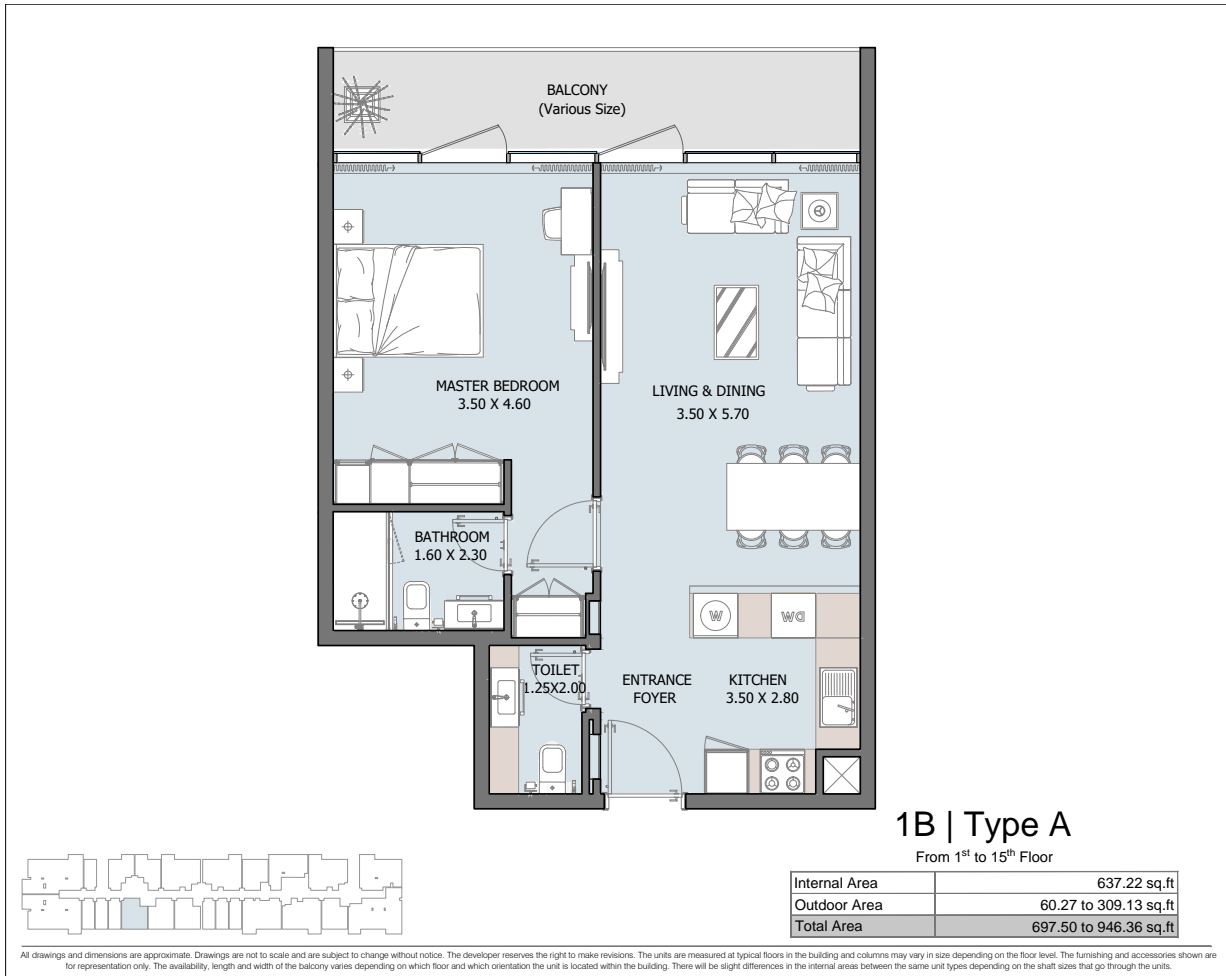 BALCONY
(Various Size)
MASTER BEDROOM
3.50 X 4.60
LIVING & DINING
3.50 X 5.70
BATHROOM
1.60 X 2.30
W
DW
TOILET
1.25X2.00
ENTRANCE
FOYER
KITCHEN
3.50 X 2.80
1B | Type A
From 1st to 15th Floor
Internal Area 637.22 sq.ft
Outdoor Area 60.27 to 309.13 sq.ft
Total Area 697.50 to 946.36 sq.ft
All drawings and dimensions are approximate. Drawings are not to scale and are subject to change without notice. The developer reserves the right to make revisions. The units are measured at typical floors in the building and columns may vary in size depending on the floor level. The furnishing and accessories shown are
for representation only. The availability, length and width of the balcony varies depending on which floor and which orientation the unit is located within the building. There will be slight differences in the internal areas between the same unit types depending on the shaft sizes that go through the units.